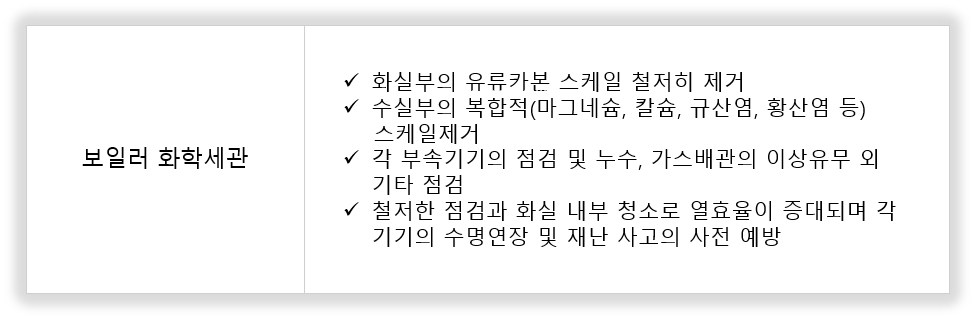 보일러 화학세관
✓ 화실부의 유류카본 스케일 철저히 제거
✓ 수실부의 복합적(마그네슘, 칼슘, 규산염, 황산염 등)
스케일제거
✓ 각 부속기기의 점검 및 누수, 가스배관의 이상유무 외
기타 점검
✓ 철저한 점검과 화실 내부 청소로 열효율이 증대되며 각
기기의 수명연장 및 재난 사고의 사전 예방